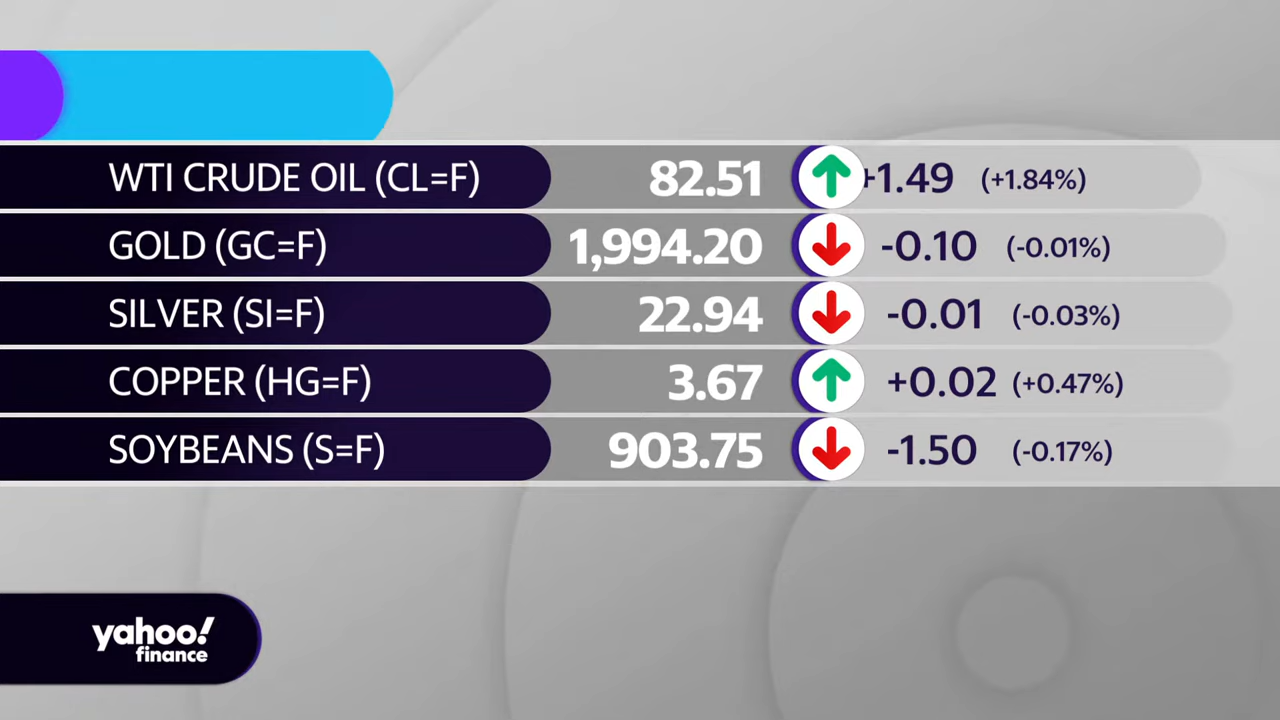 WTI CRUDE OIL (CL=F) 82.51 +1.49 (+1.84%)
GOLD (GC=F) 1,994.20 -0.10 (-0.01%)
SILVER (SI=F) 22.94 -0.01 (-0.03%)
COPPER (HG=F) 3.67 +0.02 (+0.47%)
SOYBEANS (S=F) 903.75 -1.50 (-0.17%)
yahoo!
finance